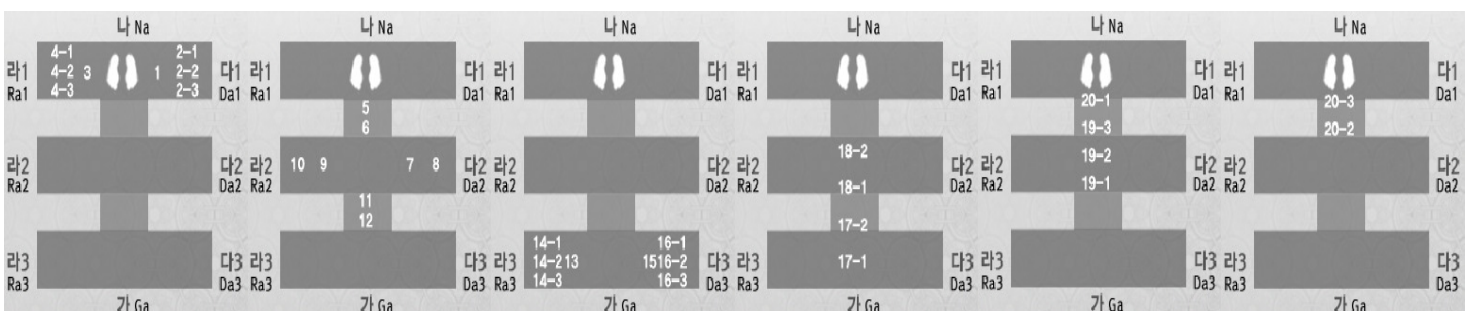 나 Na
4-1 2-1
라1 4-2 3 1 2-2 다1
Ra1 4-3 2-3 Da1
라2 다2
Ra2 Da2
라3 다3
Ra3 Da3
가 Ga
나 Na
라1 다1
Ra1 Da1
5
6
라2 10 9 7 8 다2
Ra2 Da2
11
12
라3 다3
Ra3 Da3
가 Ga
나 Na
라1 다1
Ra1 Da1
라2 다2
Ra2 Da2
14-1 16-1
라3 14-2 13 15 16-2 다3
Ra3 14-3 16-3 Da3
가 Ga
나 Na
라1 다1
Ra1 Da1
18-2
라2 다2
Ra2 18-1 Da2
17-2
라3 17-1 다3
Ra3 Da3
가 Ga
나 Na
라1 다1
Ra1 20-1 Da1
19-3
라2 19-2 다2
Ra2 19-1 Da2
라3 다3
Ra3 Da3
가 Ga
나 Na
라1 다1
Ra1 20-3 Da1
20-2
라2 다2
Ra2 Da2
라3 다3
Ra3 Da3
가 Ga